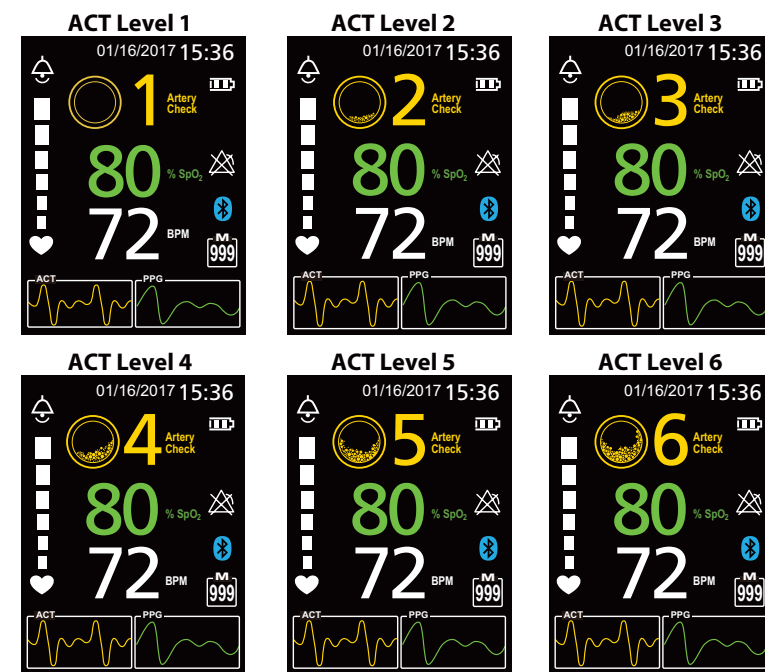 ACT Level 1
01/16/2017 15:36
1 Artery
Check
80 % SpO₂
72 BPM
M
999
ACT PPG
ACT Level 2
01/16/2017 15:36
2 Artery
Check
80 % SpO₂
72 BPM
M
999
ACT PPG
ACT Level 3
01/16/2017 15:36
3 Artery
Check
80 % SpO₂
72 BPM
M
999
ACT PPG
ACT Level 4
01/16/2017 15:36
4 Artery
Check
80 % SpO₂
72 BPM
M
999
ACT PPG
ACT Level 5
01/16/2017 15:36
5 Artery
Check
80 % SpO₂
72 BPM
M
999
ACT PPG
ACT Level 6
01/16/2017 15:36
6 Artery
Check
80 % SpO₂
72 BPM
M
999
ACT PPG